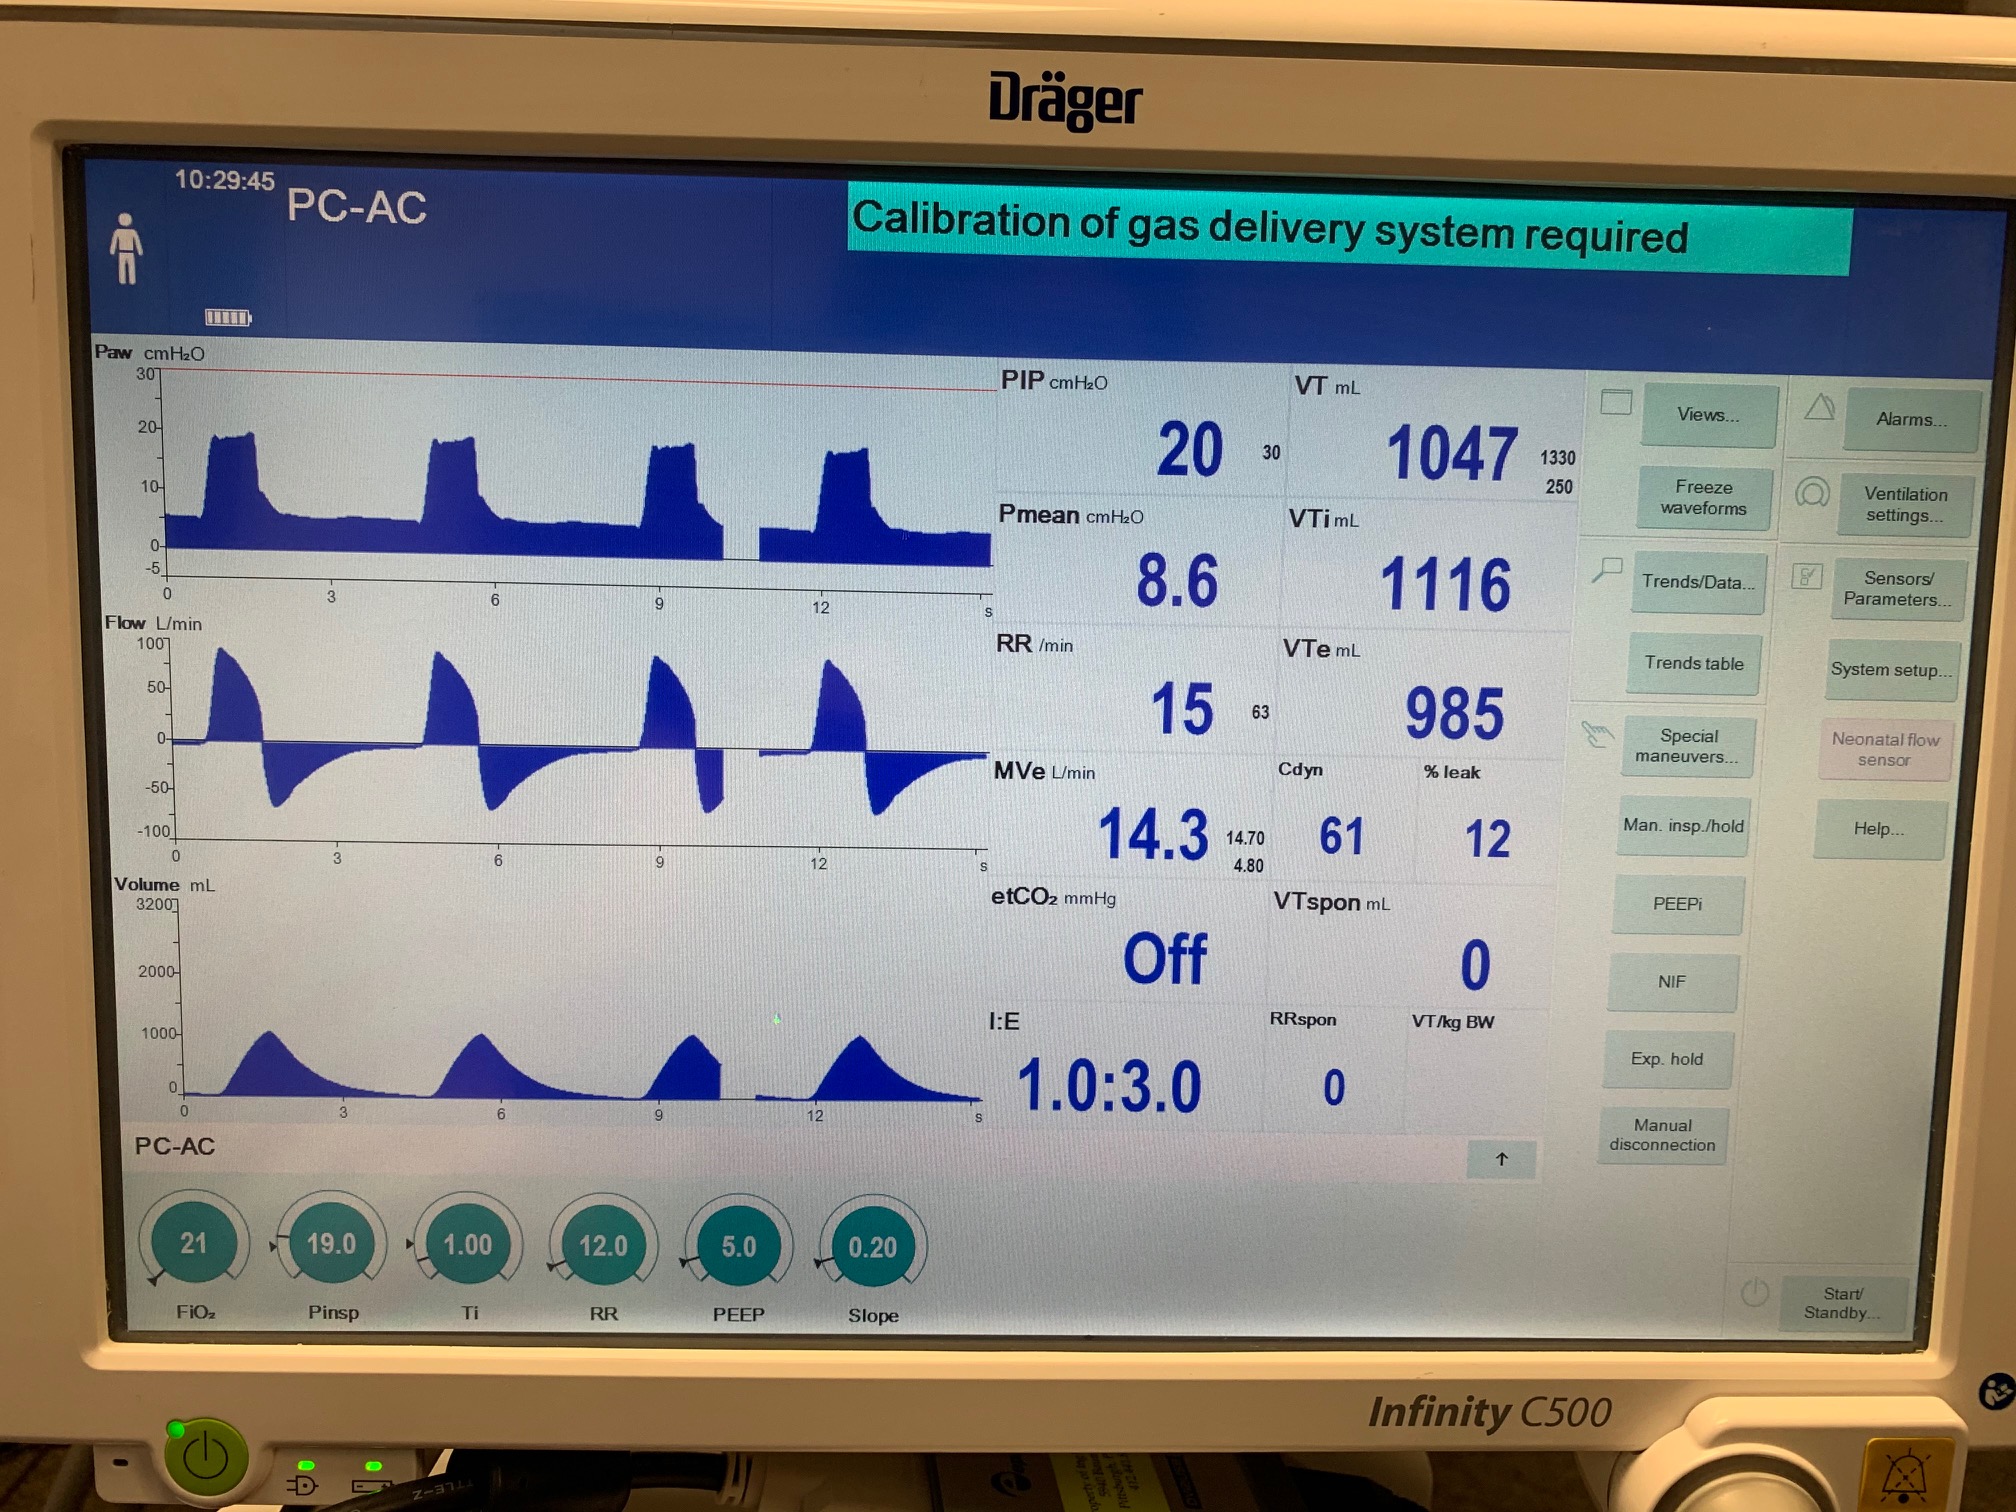 Dräger
10:29:45
PC-AC
Calibration of gas delivery system required
Paw cmH₂O
30
20
10
0
-5
0 3 6 9 12 s
Flow L/min
100
50
0
-50
-100
0 3 6 9 12 s
Volume mL
3200
2000
1000
0
0 3 6 9 12 s
PIP cmH₂O
20 30
VT mL
1047 1330
250
Pmean cmH₂O
8.6
VTi mL
1116
RR /min
15 63
VTe mL
985
MVe L/min
14.3 14.70
4.80
Cdyn
61
% leak
12
etCO₂ mmHg
Off
VTspon mL
0
I:E
1.0:3.0
RRspon
0
VT/kg BW
Views...
Freeze
waveforms
Trends/Data...
Trends table
Special
maneuvers...
Man. insp./hold
PEEPi
NIF
Exp. hold
Manual
disconnection
Alarms...
Ventilation
settings...
Sensors/
Parameters...
System setup...
Neonatal flow
sensor
Help...
Start/
Standby...
PC-AC
↑
21 19.0 1.00 12.0 5.0 0.20
FiO₂ Pinsp Ti RR PEEP Slope
Infinity C500